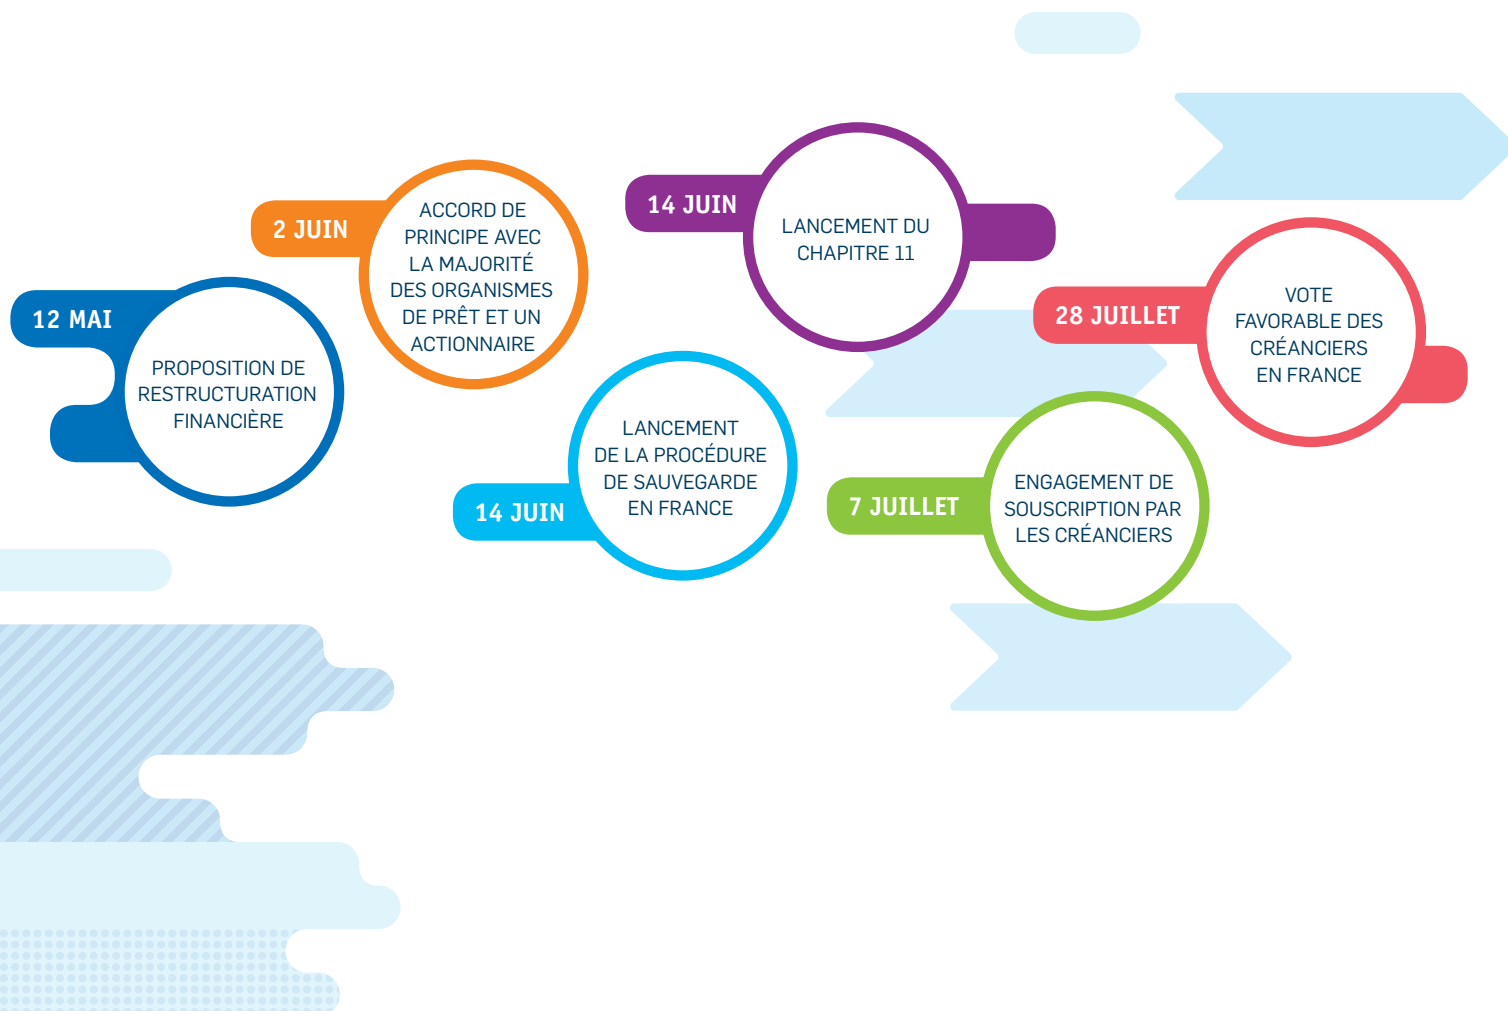 12 MAI
PROPOSITION DE
RESTRUCTURATION
FINANCIÈRE
2 JUIN
ACCORD DE
PRINCIPE AVEC
LA MAJORITÉ
DES ORGANISMES
DE PRÊT ET UN
ACTIONNAIRE
14 JUIN
LANCEMENT
DE LA PROCÉDURE
DE SAUVEGARDE
EN FRANCE
14 JUIN
LANCEMENT DU
CHAPITRE 11
7 JUILLET
ENGAGEMENT DE
SOUSCRIPTION PAR
LES CRÉANCIERS
28 JUILLET
VOTE
FAVORABLE DES
CRÉANCIERS
EN FRANCE